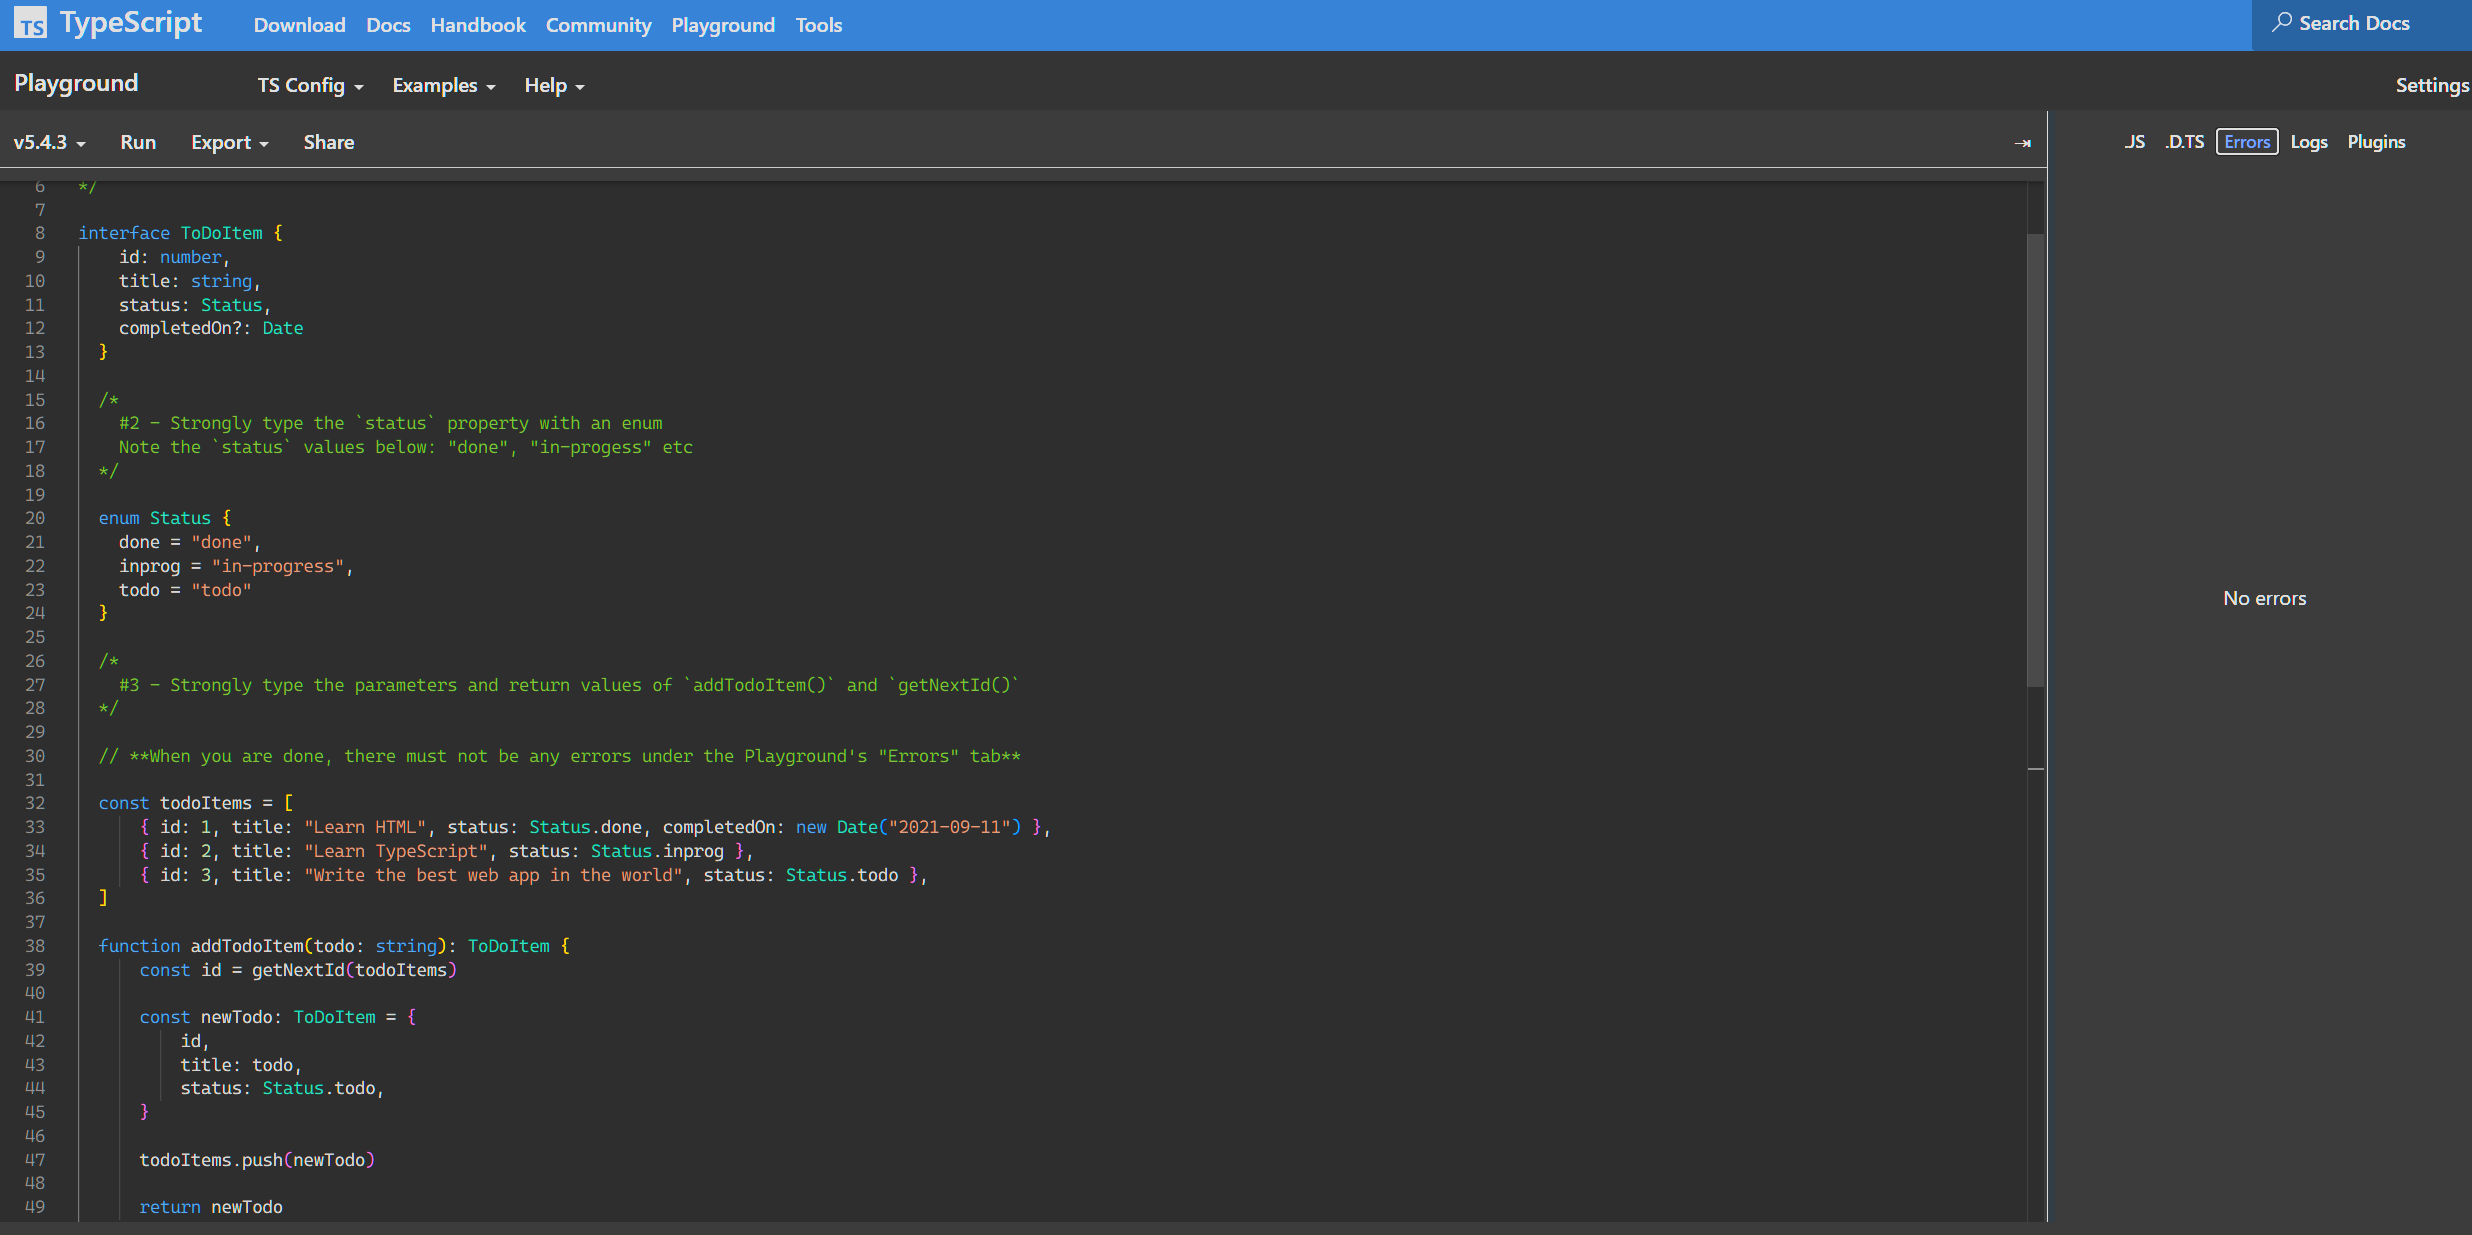 TS TypeScript Download Docs Handbook Community Playground Tools Search Docs
Playground TS Config Examples Help Settings
v5.4.3 Run Export Share .JS .D.TS Errors Logs Plugins
6 */
7
8 interface ToDoItem {
9 id: number,
10 title: string,
11 status: Status,
12 completedOn?: Date
13 }
14
15 /*
16 #2 - Strongly type the `status` property with an enum
17 Note the `status` values below: "done", "in-progess" etc
18 */
19
20 enum Status {
21 done = "done",
22 inprog = "in-progress",
23 todo = "todo"
24 }
25
26 /*
27 #3 - Strongly type the parameters and return values of `addTodoItem()` and `getNextId()`
28 */
29
30 // **When you are done, there must not be any errors under the Playground's "Errors" tab**
31
32 const todoItems = [
33 { id: 1, title: "Learn HTML", status: Status.done, completedOn: new Date("2021-09-11") },
34 { id: 2, title: "Learn TypeScript", status: Status.inprog },
35 { id: 3, title: "Write the best web app in the world", status: Status.todo },
36 ]
37
38 function addTodoItem(todo: string): ToDoItem {
39 const id = getNextId(todoItems)
40
41 const newTodo: ToDoItem = {
42 id,
43 title: todo,
44 status: Status.todo,
45 }
46
47 todoItems.push(newTodo)
48
49 return newTodo
No errors